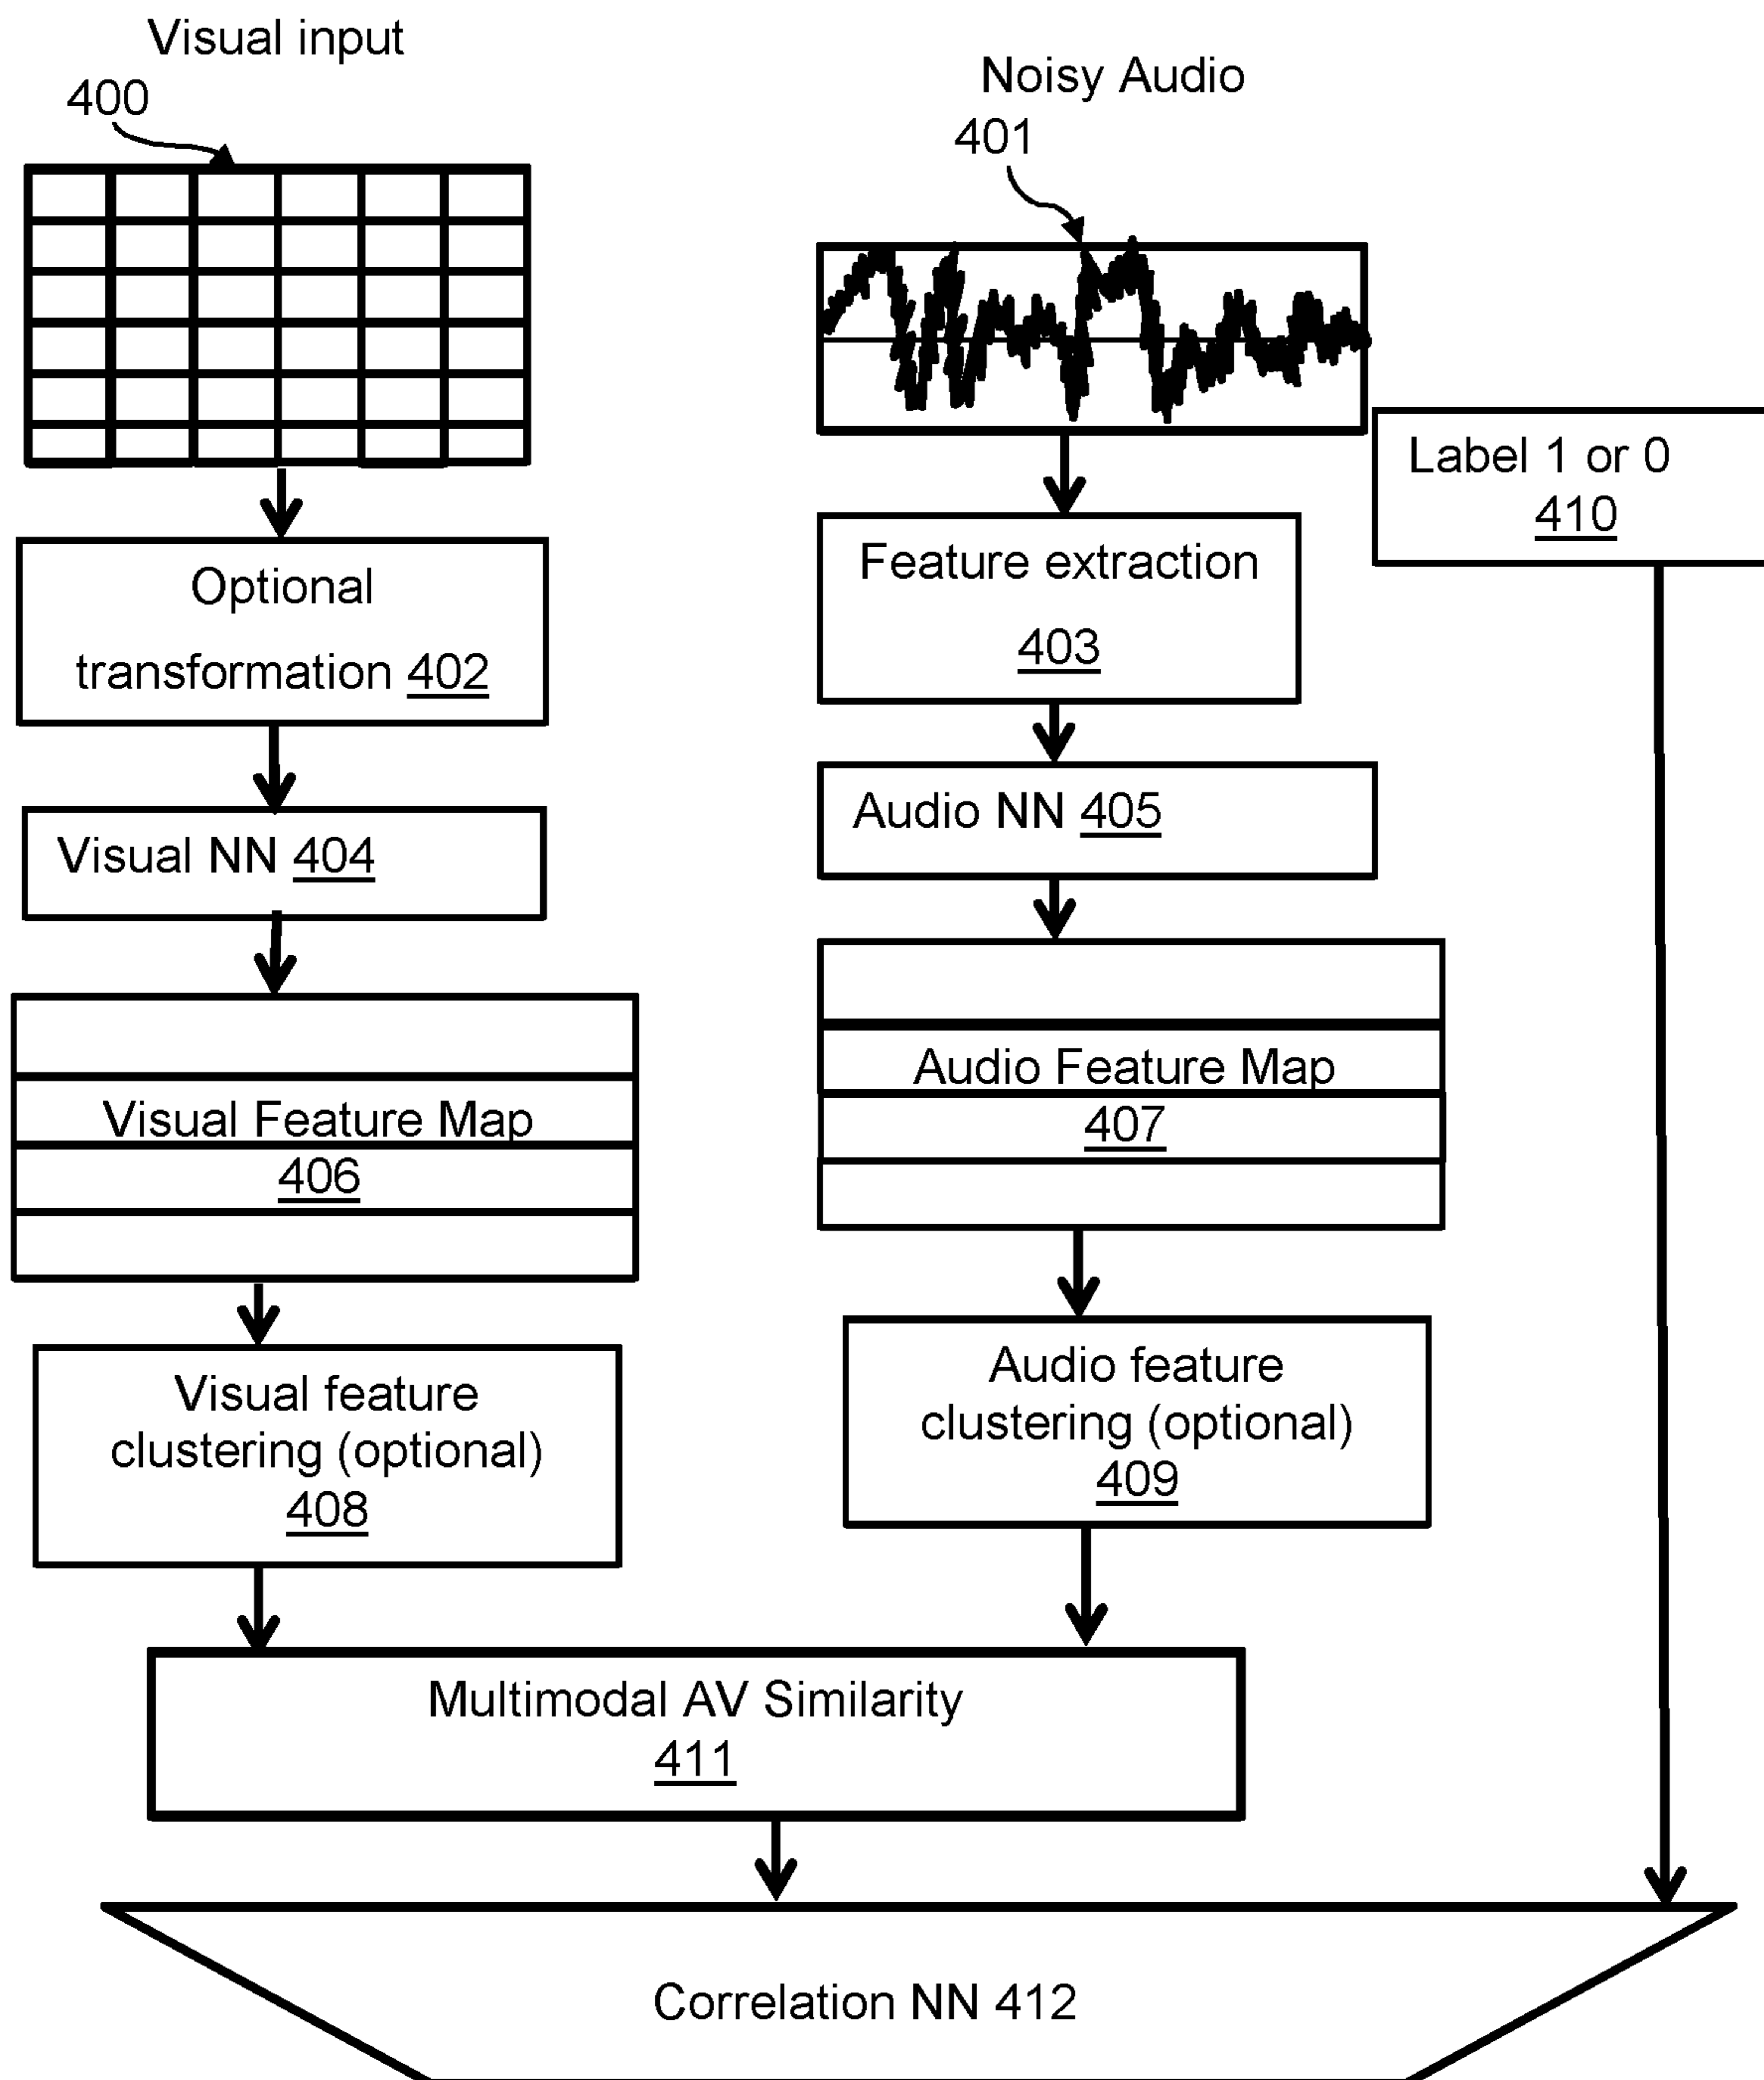 Visual input
400
Noisy Audio
401
Label 1 or 0
410
Optional
transformation 402
Feature extraction
403
Visual NN 404
Audio NN 405
Visual Feature Map
406
Audio Feature Map
407
Visual feature
clustering (optional)
408
Audio feature
clustering (optional)
409
Multimodal AV Similarity
411
Correlation NN 412